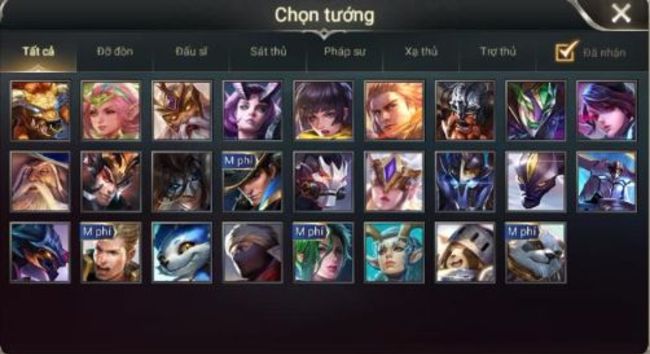 Chọn tướng
Tất cả Đỡ đòn Đấu sĩ Sát thủ Pháp sư Xạ thủ Trợ thủ Đã nhận
M phí
M phí M phí M phí